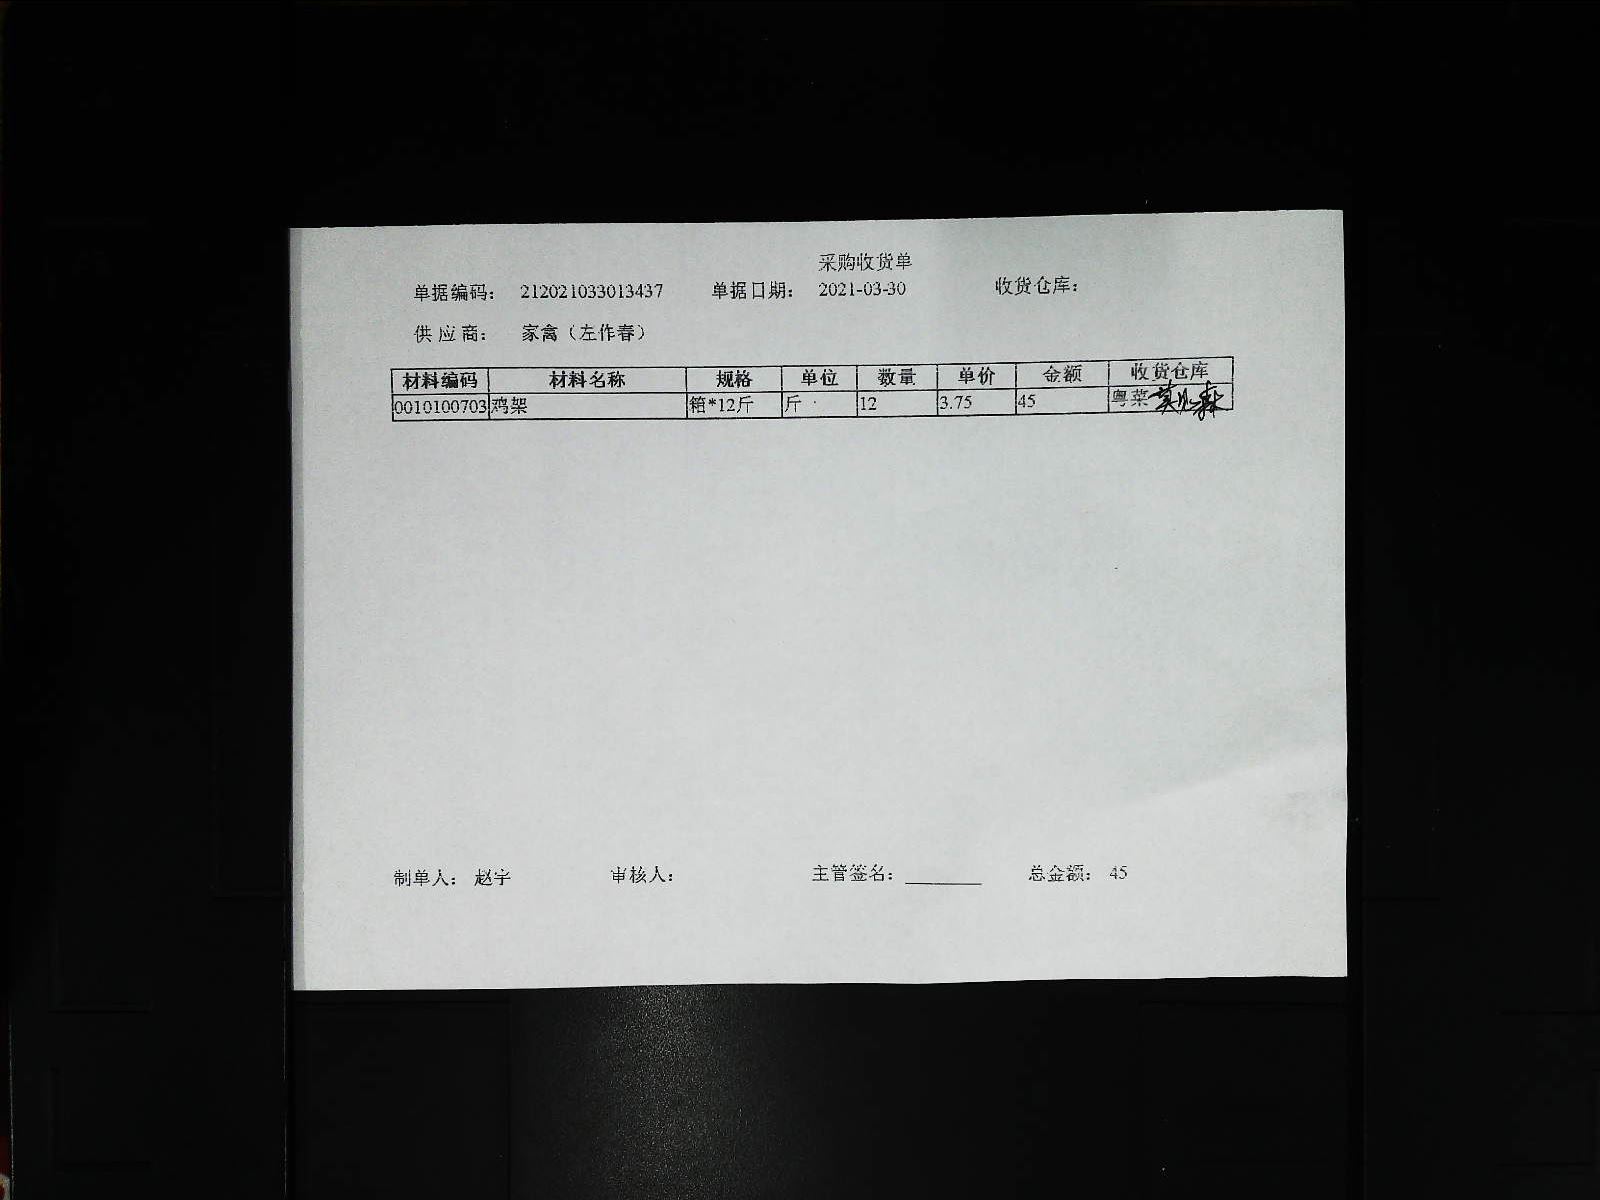 采购收货单
单据编码： 212021033013437 单据日期： 2021-03-30 收货仓库：
供 应 商： 家禽（左作春）
材料编码 材料名称 规格 单位 数量 单价 金额 收货仓库
0010100703 鸡架 箱*12斤 斤 12 3.75 45 粤菜
制单人： 赵宇 审核人： 主管签名： ________ 总金额： 45